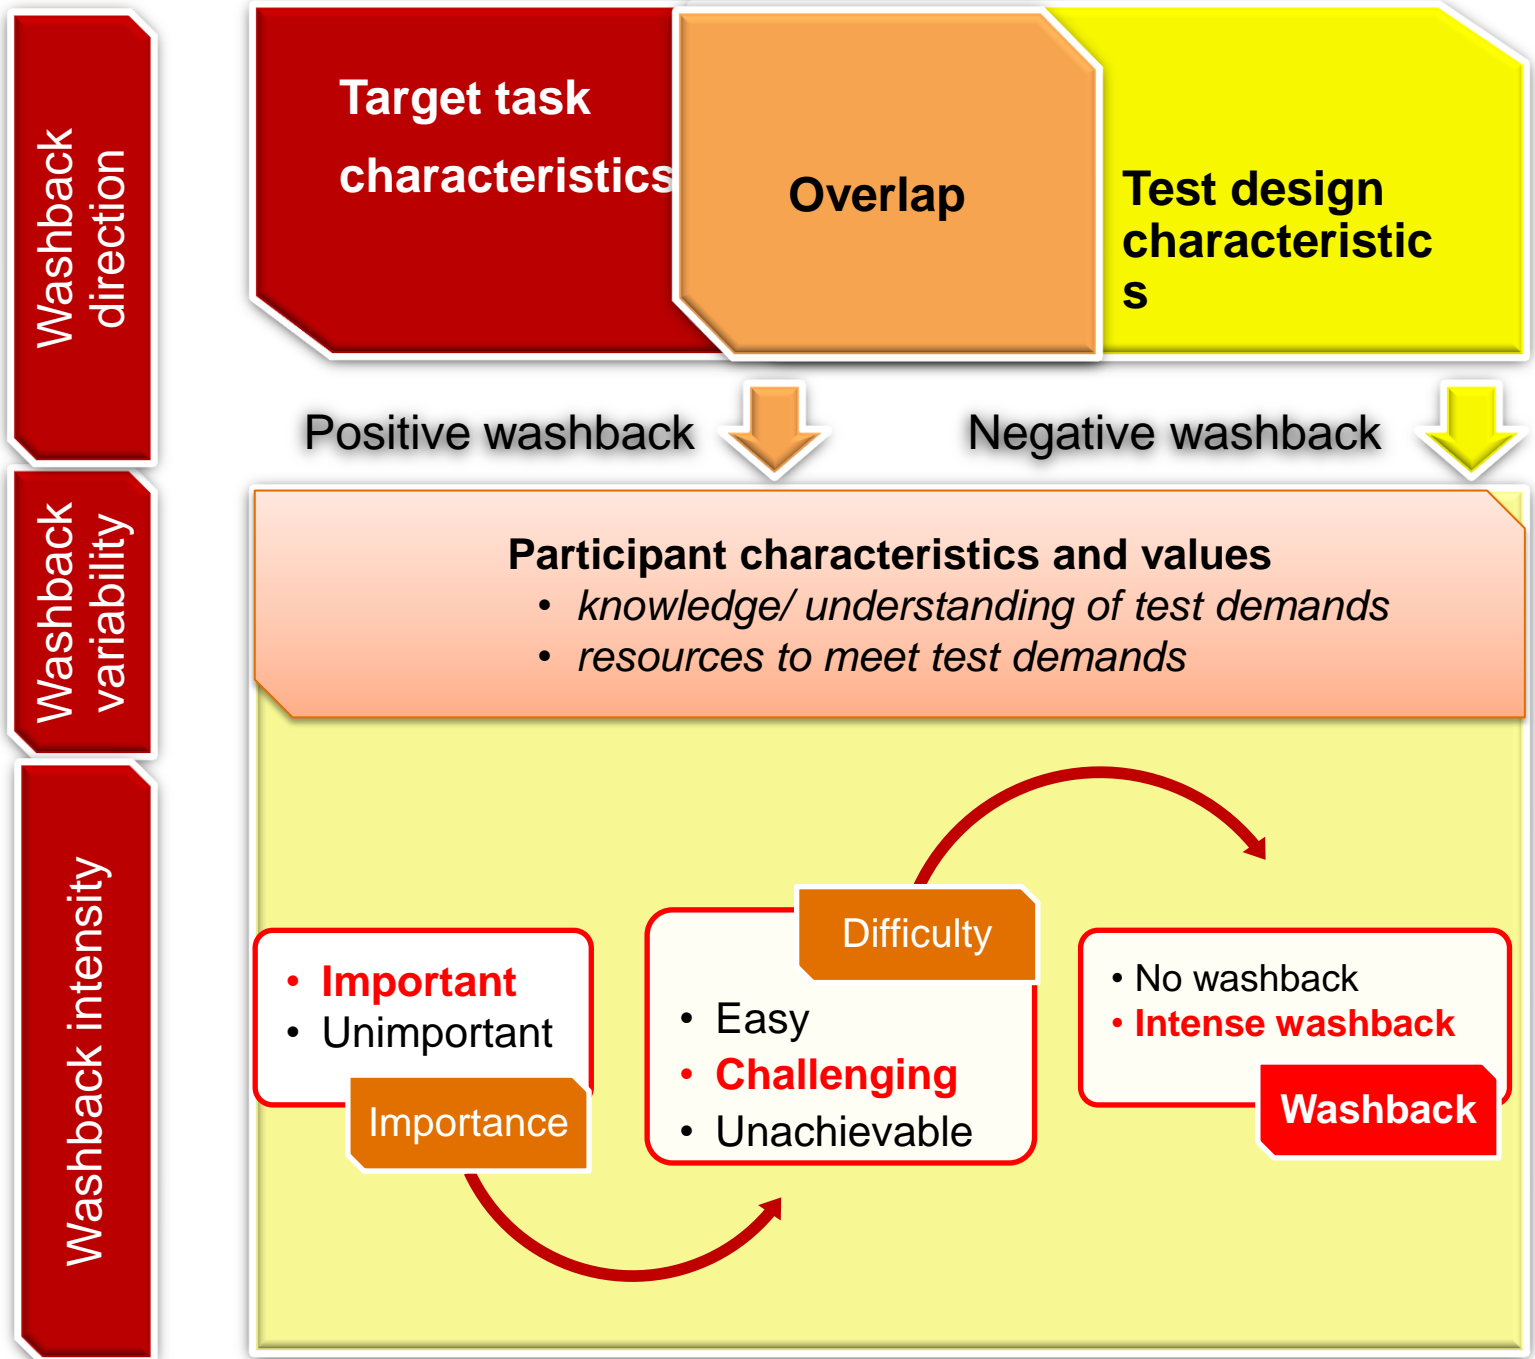 Washback
direction
Target task
characteristics
Overlap
Test design
characteristic
s
Positive washback
Negative washback
Washback
variability
Participant characteristics and values
• knowledge/ understanding of test demands
• resources to meet test demands
Washback intensity
• Important
• Unimportant
Importance
Difficulty
• Easy
• Challenging
• Unachievable
• No washback
• Intense washback
Washback